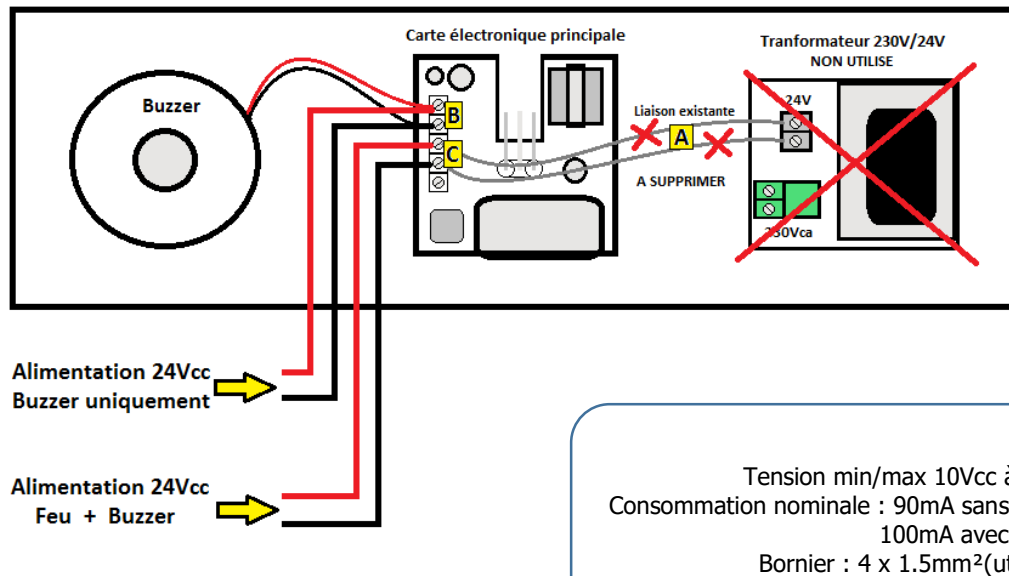 Carte électronique principale
Tranformateur 230V/24V
NON UTILISE
Buzzer
24V
B
Liaison existante
A
C
A SUPPRIMER
230Vca
Alimentation 24Vcc
Buzzer uniquement
Alimentation 24Vcc
Feu + Buzzer
Tension min/max 10Vcc à
Consommation nominale : 90mA sans
100mA avec
Bornier : 4 x 1.5mm²(ut